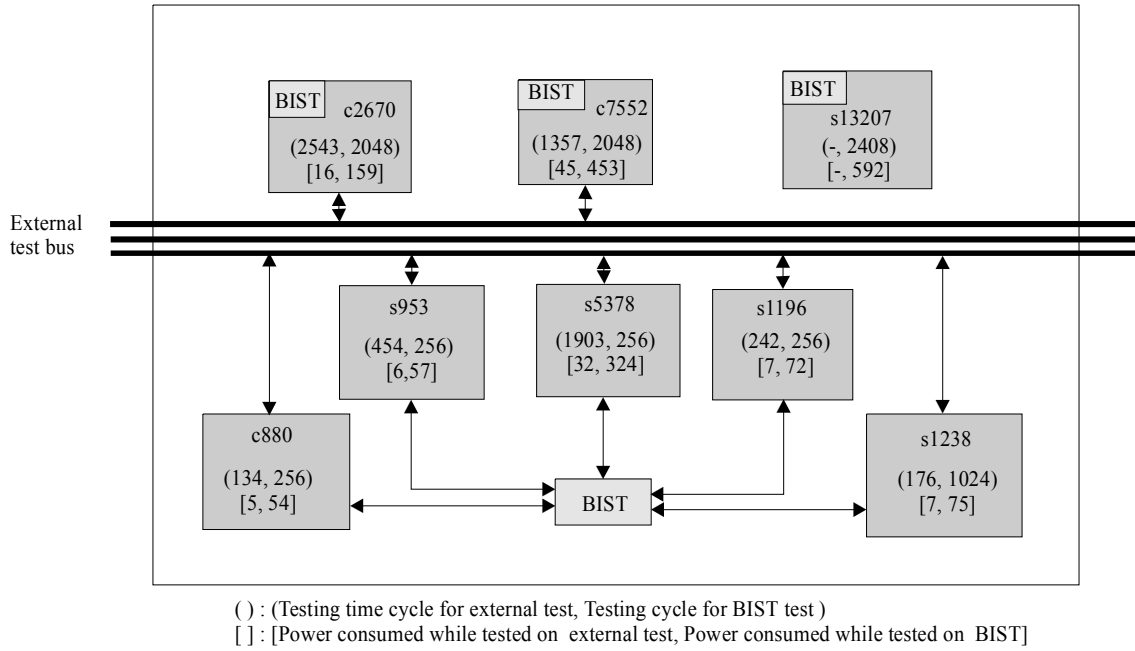 BIST
c2670
(2543, 2048)
[16, 159]
BIST
c7552
(1357, 2048)
[45, 453]
BIST
s13207
(-, 2408)
[-, 592]
External
test bus
s953
(454, 256)
[6,57]
s5378
(1903, 256)
[32, 324]
s1196
(242, 256)
[7, 72]
c880
(134, 256)
[5, 54]
BIST
s1238
(176, 1024)
[7, 75]
( ) : (Testing time cycle for external test, Testing cycle for BIST test )
[ ] : [Power consumed while tested on external test, Power consumed while tested on BIST]